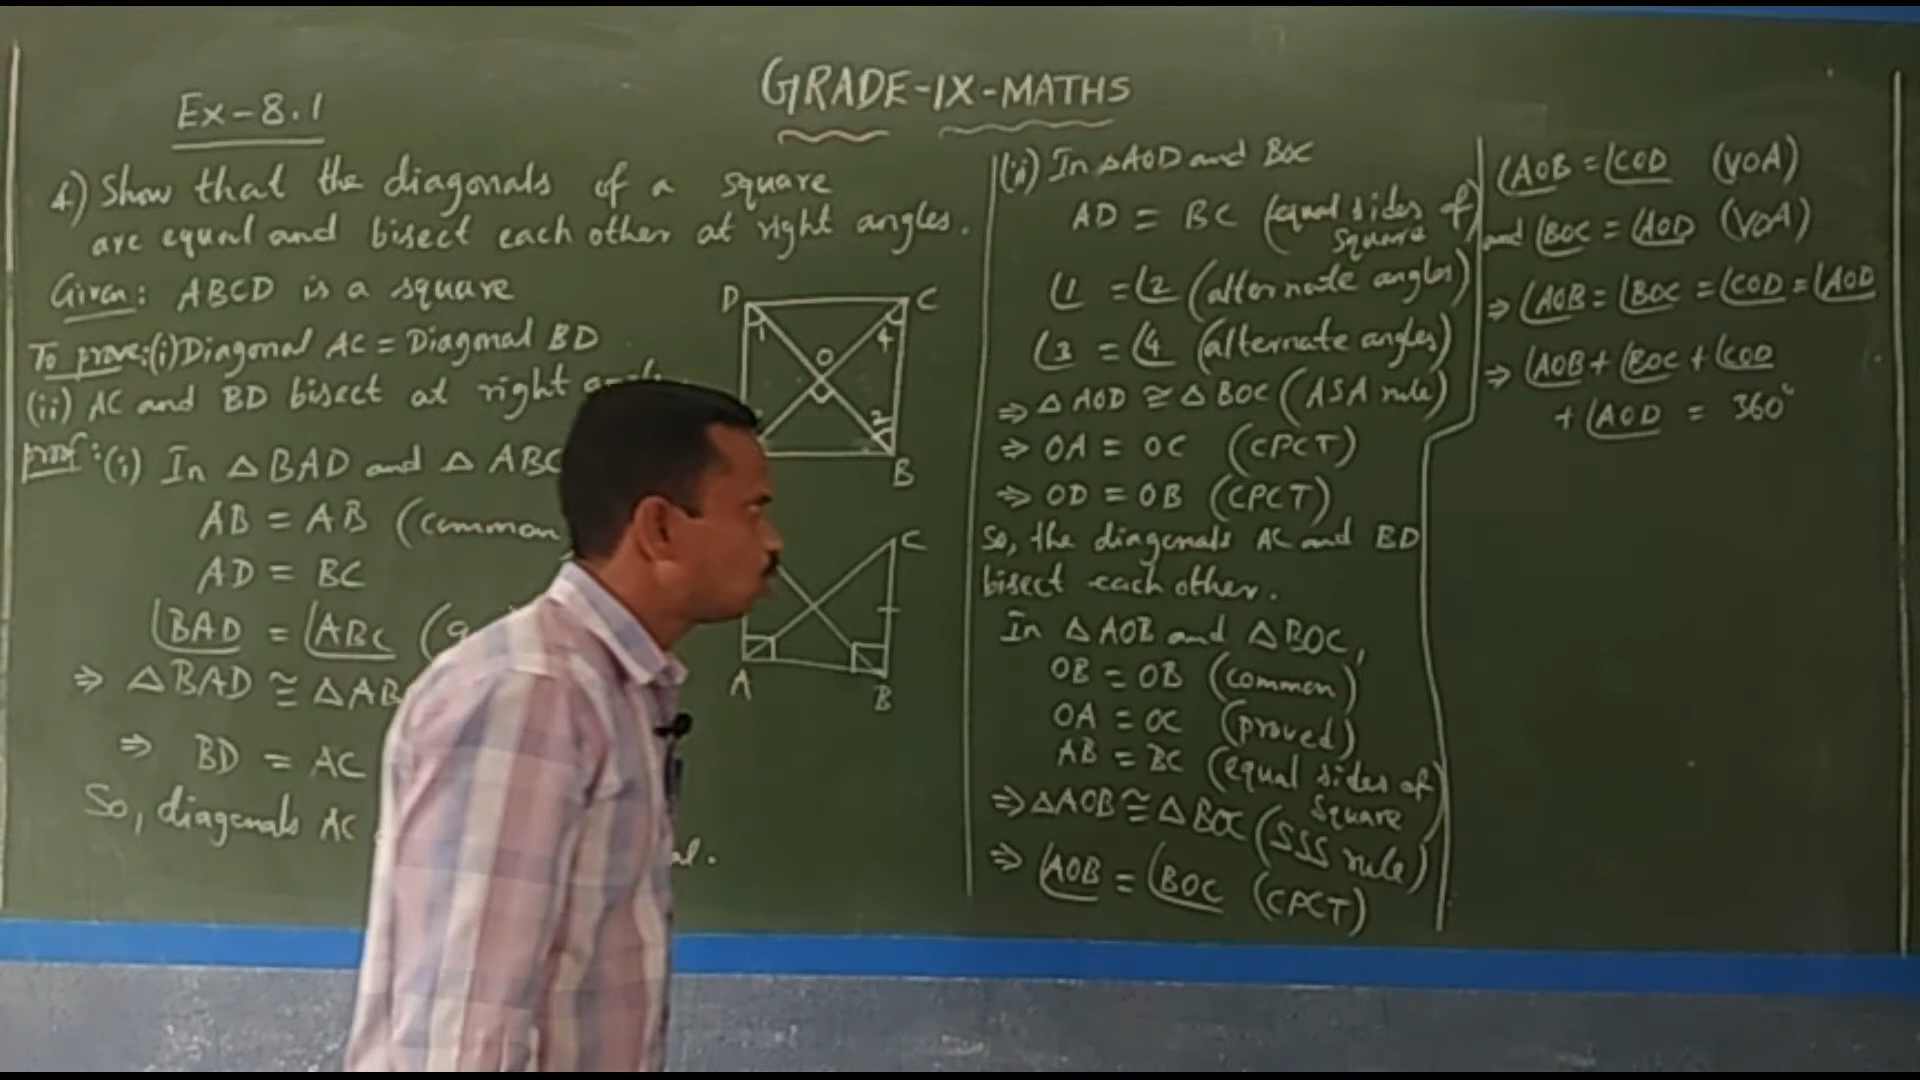 GRADE-IX-MATHS
Ex-8.1
4) Show that the diagonals of a square
are equal and bisect each other at right angles.
Given: ABCD is a square
To prove:(i) Diagonal AC = Diagonal BD
(ii) AC and BD bisect at right
proof:(i) In △BAD and △ABC
AB = AB (common
AD = BC
∠BAD = ∠ABC (
⇒ △BAD ≅ △AB
⇒ BD = AC
So, diagonals AC
al.
D C
1 O 4
2
B
C
A B
(ii) In △AOD and BOC
AD = BC (equal sides of
square
∠1 = ∠2 (alternate angles)
∠3 = ∠4 (alternate angles)
⇒ △AOD ≅ △BOC (ASA rule)
⇒ OA = OC (CPCT)
⇒ OD = OB (CPCT)
So, the diagonals AC and BD
bisect each other.
In △AOB and △BOC,
OB = OB (common)
OA = OC (proved)
AB = BC (equal sides of
square)
⇒ △AOB ≅ △BOC (SSS rule)
⇒ ∠AOB = ∠BOC (CPCT)
∠AOB = ∠COD (VOA)
and ∠BOC = ∠AOD (VOA)
⇒ ∠AOB = ∠BOC = ∠COD = ∠AOD
⇒ ∠AOB + ∠BOC + ∠COD
+ ∠AOD = 360°